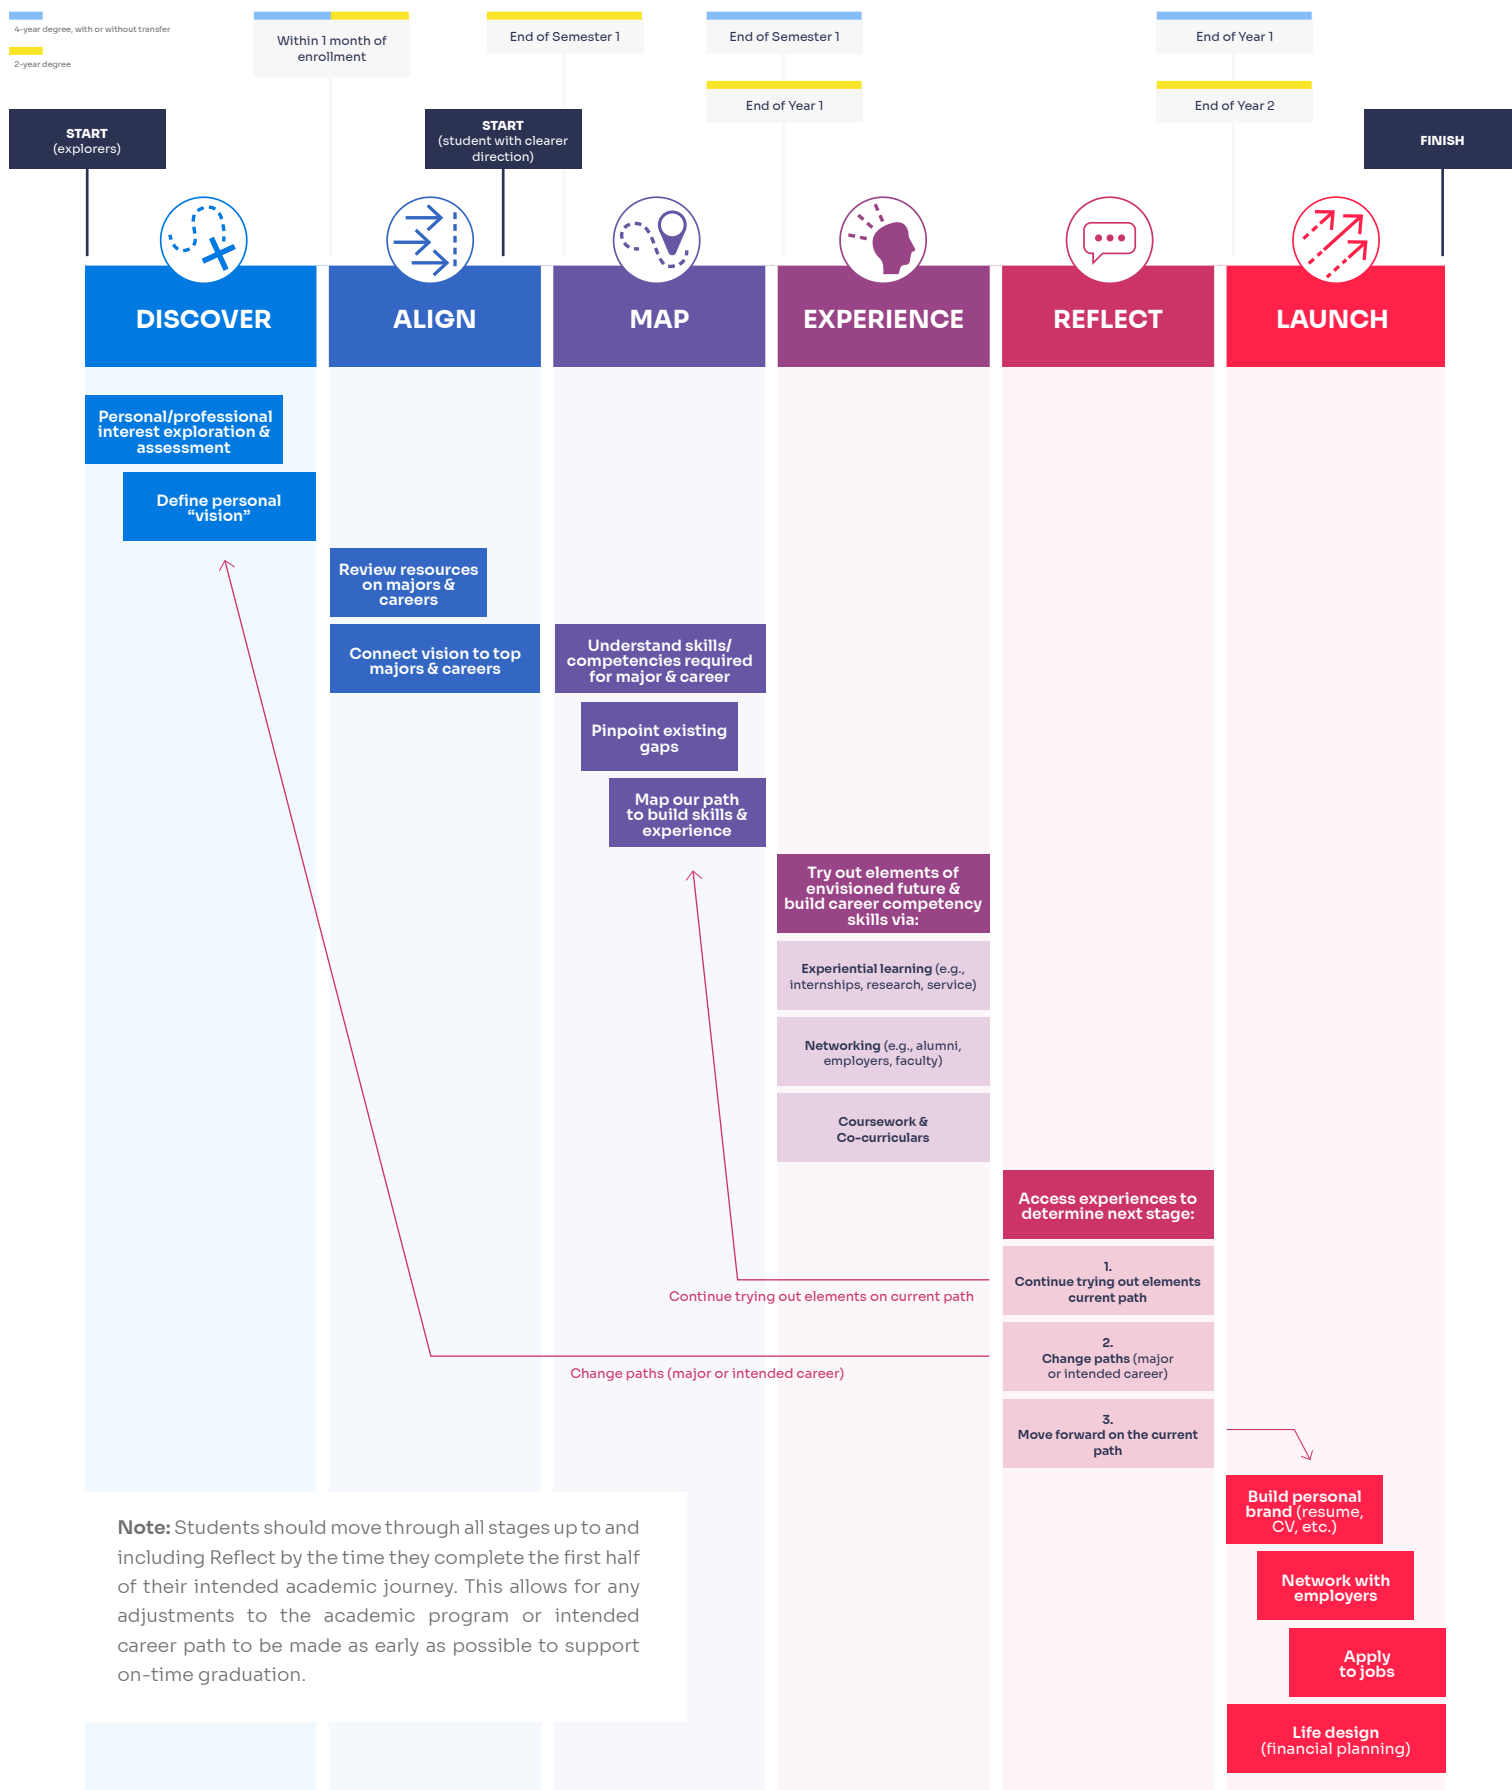 4-year degree, with or without transfer
2-year degree
Within 1 month of
enrollment
End of Semester 1
End of Semester 1
End of Year 1
End of Year 1
End of Year 2
START
(explorers)
START
(student with clearer
direction)
FINISH
DISCOVER
ALIGN
MAP
EXPERIENCE
REFLECT
LAUNCH
Personal/professional
interest exploration &
assessment
Define personal
“vision”
Review resources
on majors &
careers
Connect vision to top
majors & careers
Understand skills/
competencies required
for major & career
Pinpoint existing
gaps
Map our path
to build skills &
experience
Try out elements of
envisioned future &
build career competency
skills via:
Experiential learning (e.g.,
internships, research, service)
Networking (e.g., alumni,
employers, faculty)
Coursework &
Co-curriculars
Access experiences to
determine next stage:
1.
Continue trying out elements
current path
Continue trying out elements on current path
2.
Change paths (major
or intended career)
Change paths (major or intended career)
3.
Move forward on the current
path
Build personal
brand (resume,
CV, etc.)
Network with
employers
Apply
to jobs
Life design
(financial planning)
Note: Students should move through all stages up to and
including Reflect by the time they complete the first half
of their intended academic journey. This allows for any
adjustments to the academic program or intended
career path to be made as early as possible to support
on-time graduation.